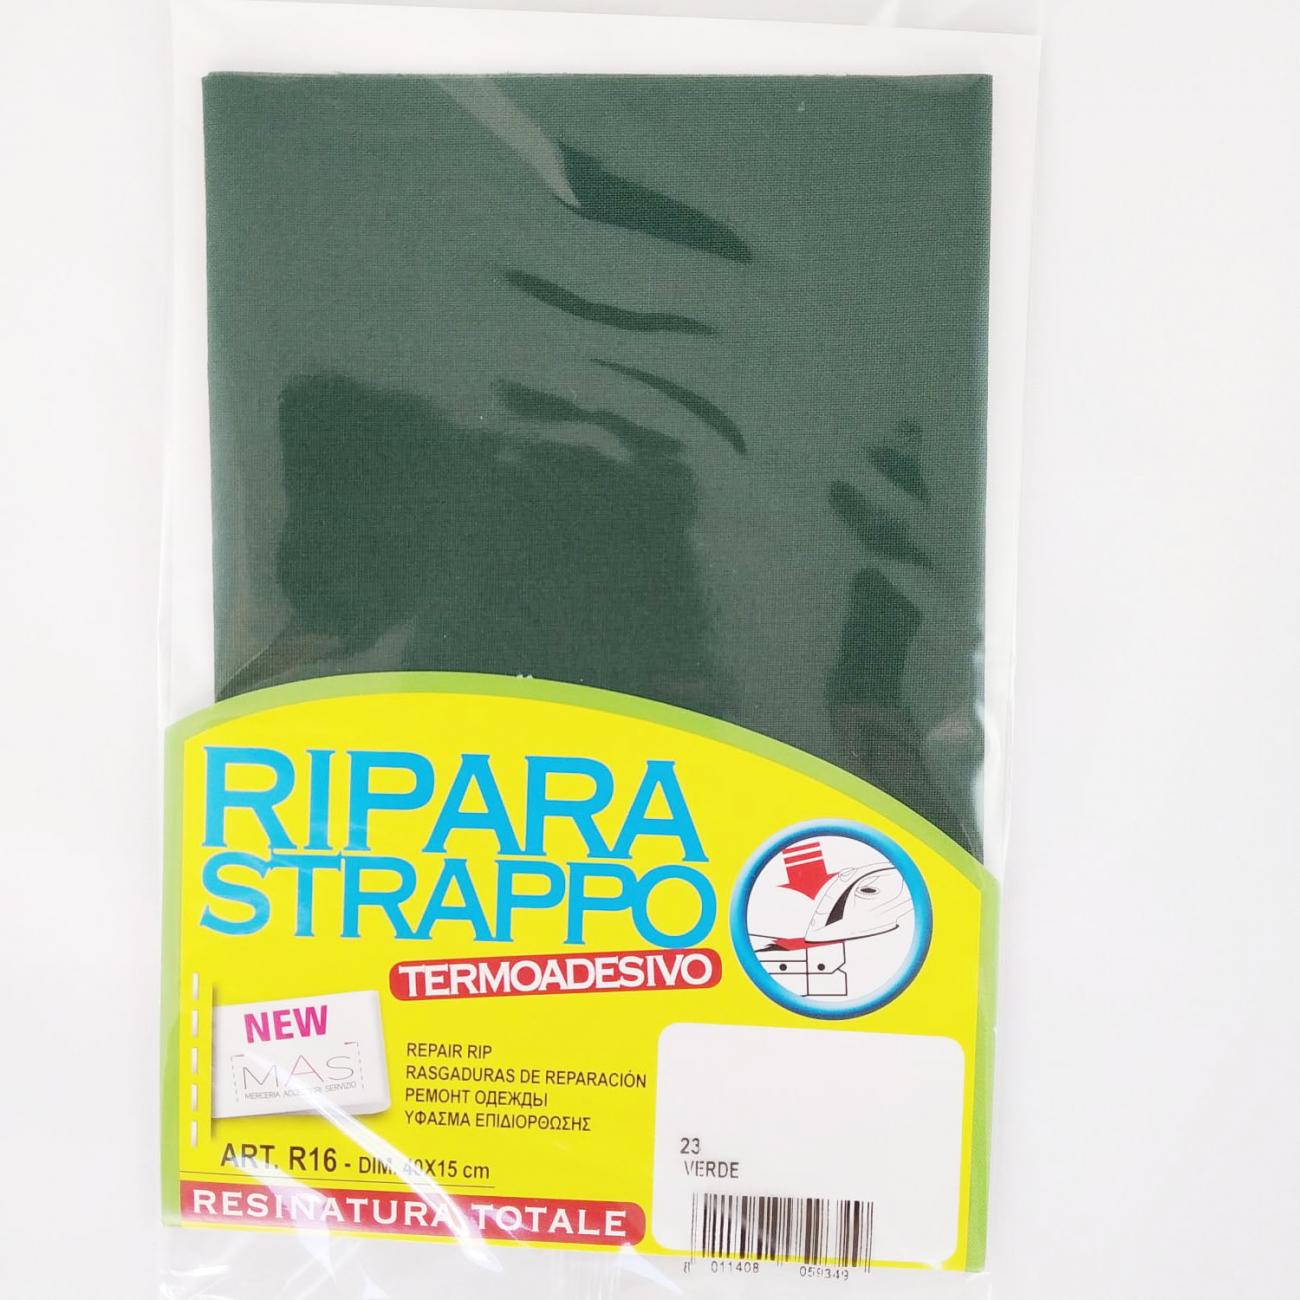 RIPARA
STRAPPO
TERMOADESIVO
NEW
MAS
MERCERIA ACCESSORI SERVIZIO
REPAIR RIP
RASGADURAS DE REPARACIÓN
РЕМОНТ ОДЕЖДЫ
ΥΦΑΣΜΑ ΕΠΙΔΙΟΡΘΩΣΗΣ
ART. R16 - DIM. 40X15 cm
RESINATURA TOTALE
23
VERDE
8 011408 059349